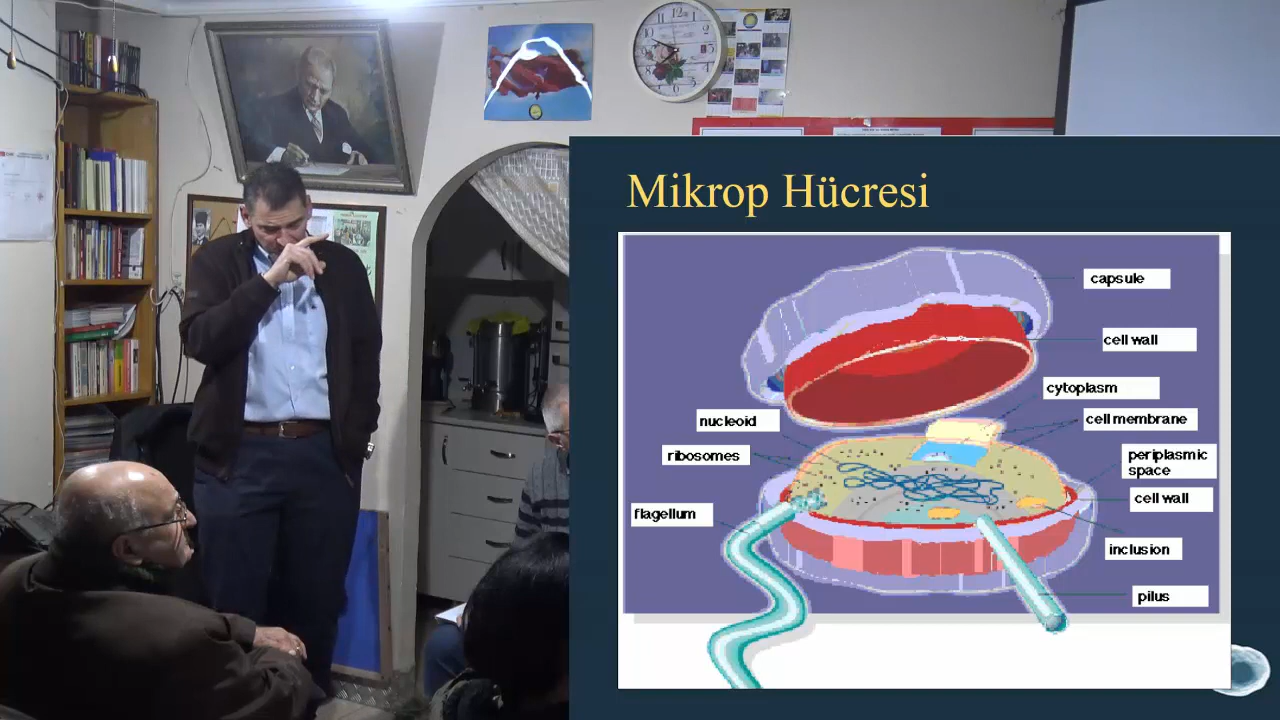 Mikrop Hücresi
capsule
cell wall
cytoplasm
nucleoid
cell membrane
ribosomes
periplasmic
space
cell wall
flagellum
inclusion
pilus